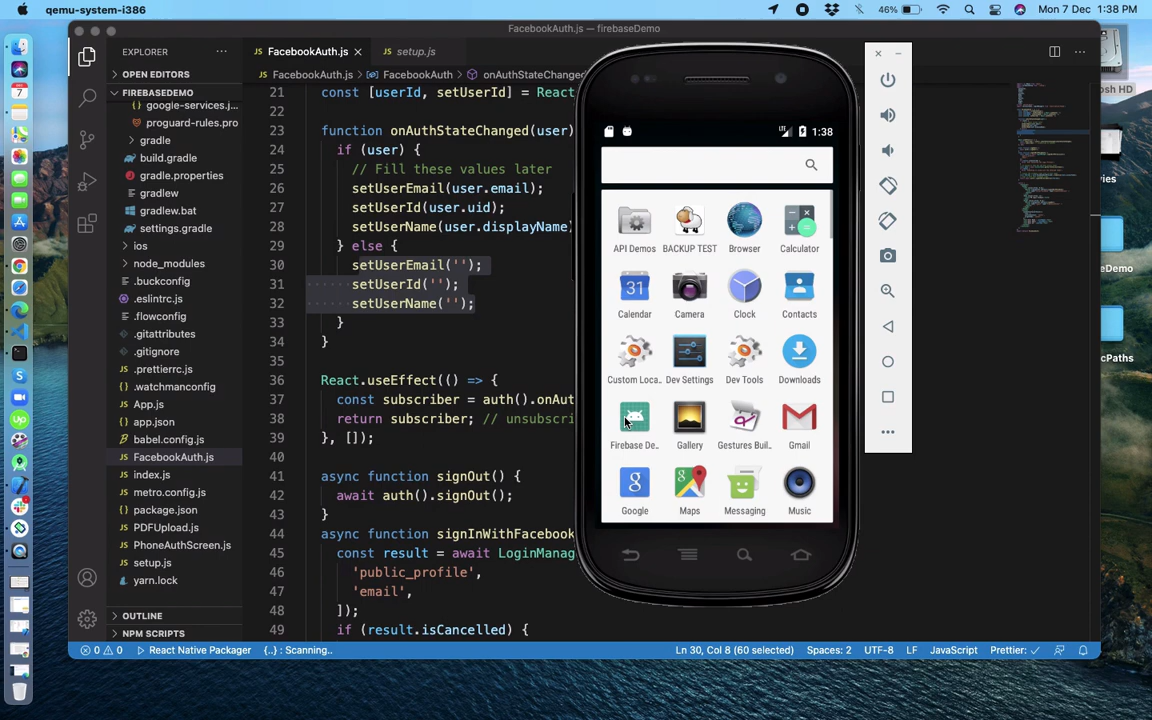 qemu-system-i386
46%
Mon 7 Dec 1:38 PM
FacebookAuth.js — firebaseDemo
EXPLORER
FacebookAuth.js
setup.js
OPEN EDITORS
FacebookAuth.js > FacebookAuth > onAuthStateChanged
FIREBASEDEMO
google-services.j...
proguard-rules.pro
gradle
build.gradle
gradle.properties
gradlew
gradlew.bat
settings.gradle
ios
node_modules
.buckconfig
.eslintrc.js
.flowconfig
.gitattributes
.gitignore
.prettierrc.js
.watchmanconfig
App.js
app.json
babel.config.js
FacebookAuth.js
index.js
metro.config.js
package.json
PDFUpload.js
PhoneAuthScreen.js
setup.js
yarn.lock
OUTLINE
NPM SCRIPTS
21 const [userId, setUserId] = React
22
23 function onAuthStateChanged(user)
24 if (user) {
25 // Fill these values later
26 setUserEmail(user.email);
27 setUserId(user.uid);
28 setUserName(user.displayName)
29 } else {
30 setUserEmail('');
31 setUserId('');
32 setUserName('');
33 }
34 }
35
36 React.useEffect(() => {
37 const subscriber = auth().onAut
38 return subscriber; // unsubscri
39 }, []);
40
41 async function signOut() {
42 await auth().signOut();
43 }
44 async function signInWithFacebook
45 const result = await LoginManag
46 'public_profile',
47 'email',
48 ]);
49 if (result.isCancelled) {
LTE
1:38
API Demos
BACKUP TEST
Browser
Calculator
31
Calendar
Camera
Clock
Contacts
Custom Loca..
Dev Settings
Dev Tools
Downloads
Firebase De..
Gallery
Gestures Buil..
Gmail
Google
Maps
Messaging
Music
osh HD
vies
eDemo
cPaths
0 0
React Native Packager
{..} : Scanning..
Ln 30, Col 8 (60 selected)
Spaces: 2
UTF-8
LF
JavaScript
Prettier: ✓